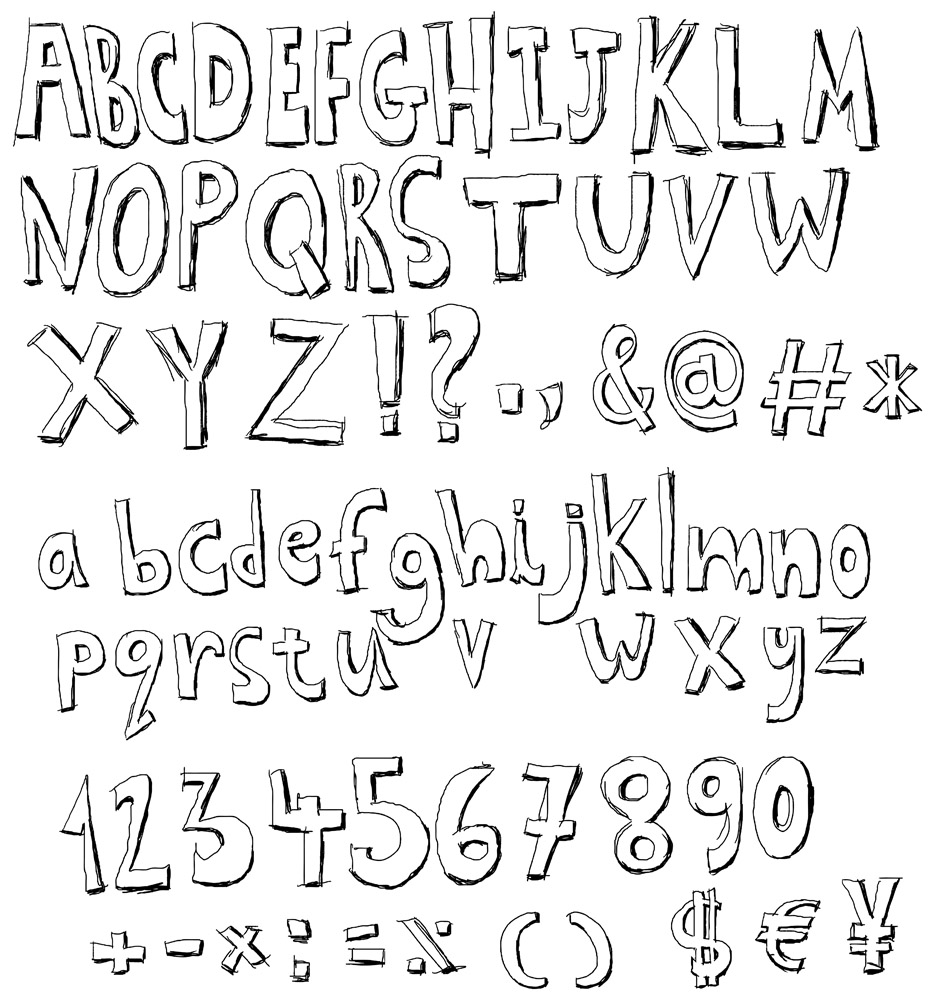 ABCDEFGHIJKLM
NOPQRSTUVW
XYZ!?.,&@#*
abcdefghijklmno
pqrstuvwxyz
1234567890
+-×:=%()$€¥